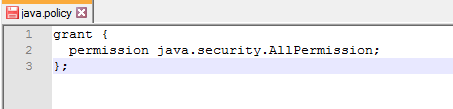 java.policy
1 grant {
2   permission java.security.AllPermission;
3 };